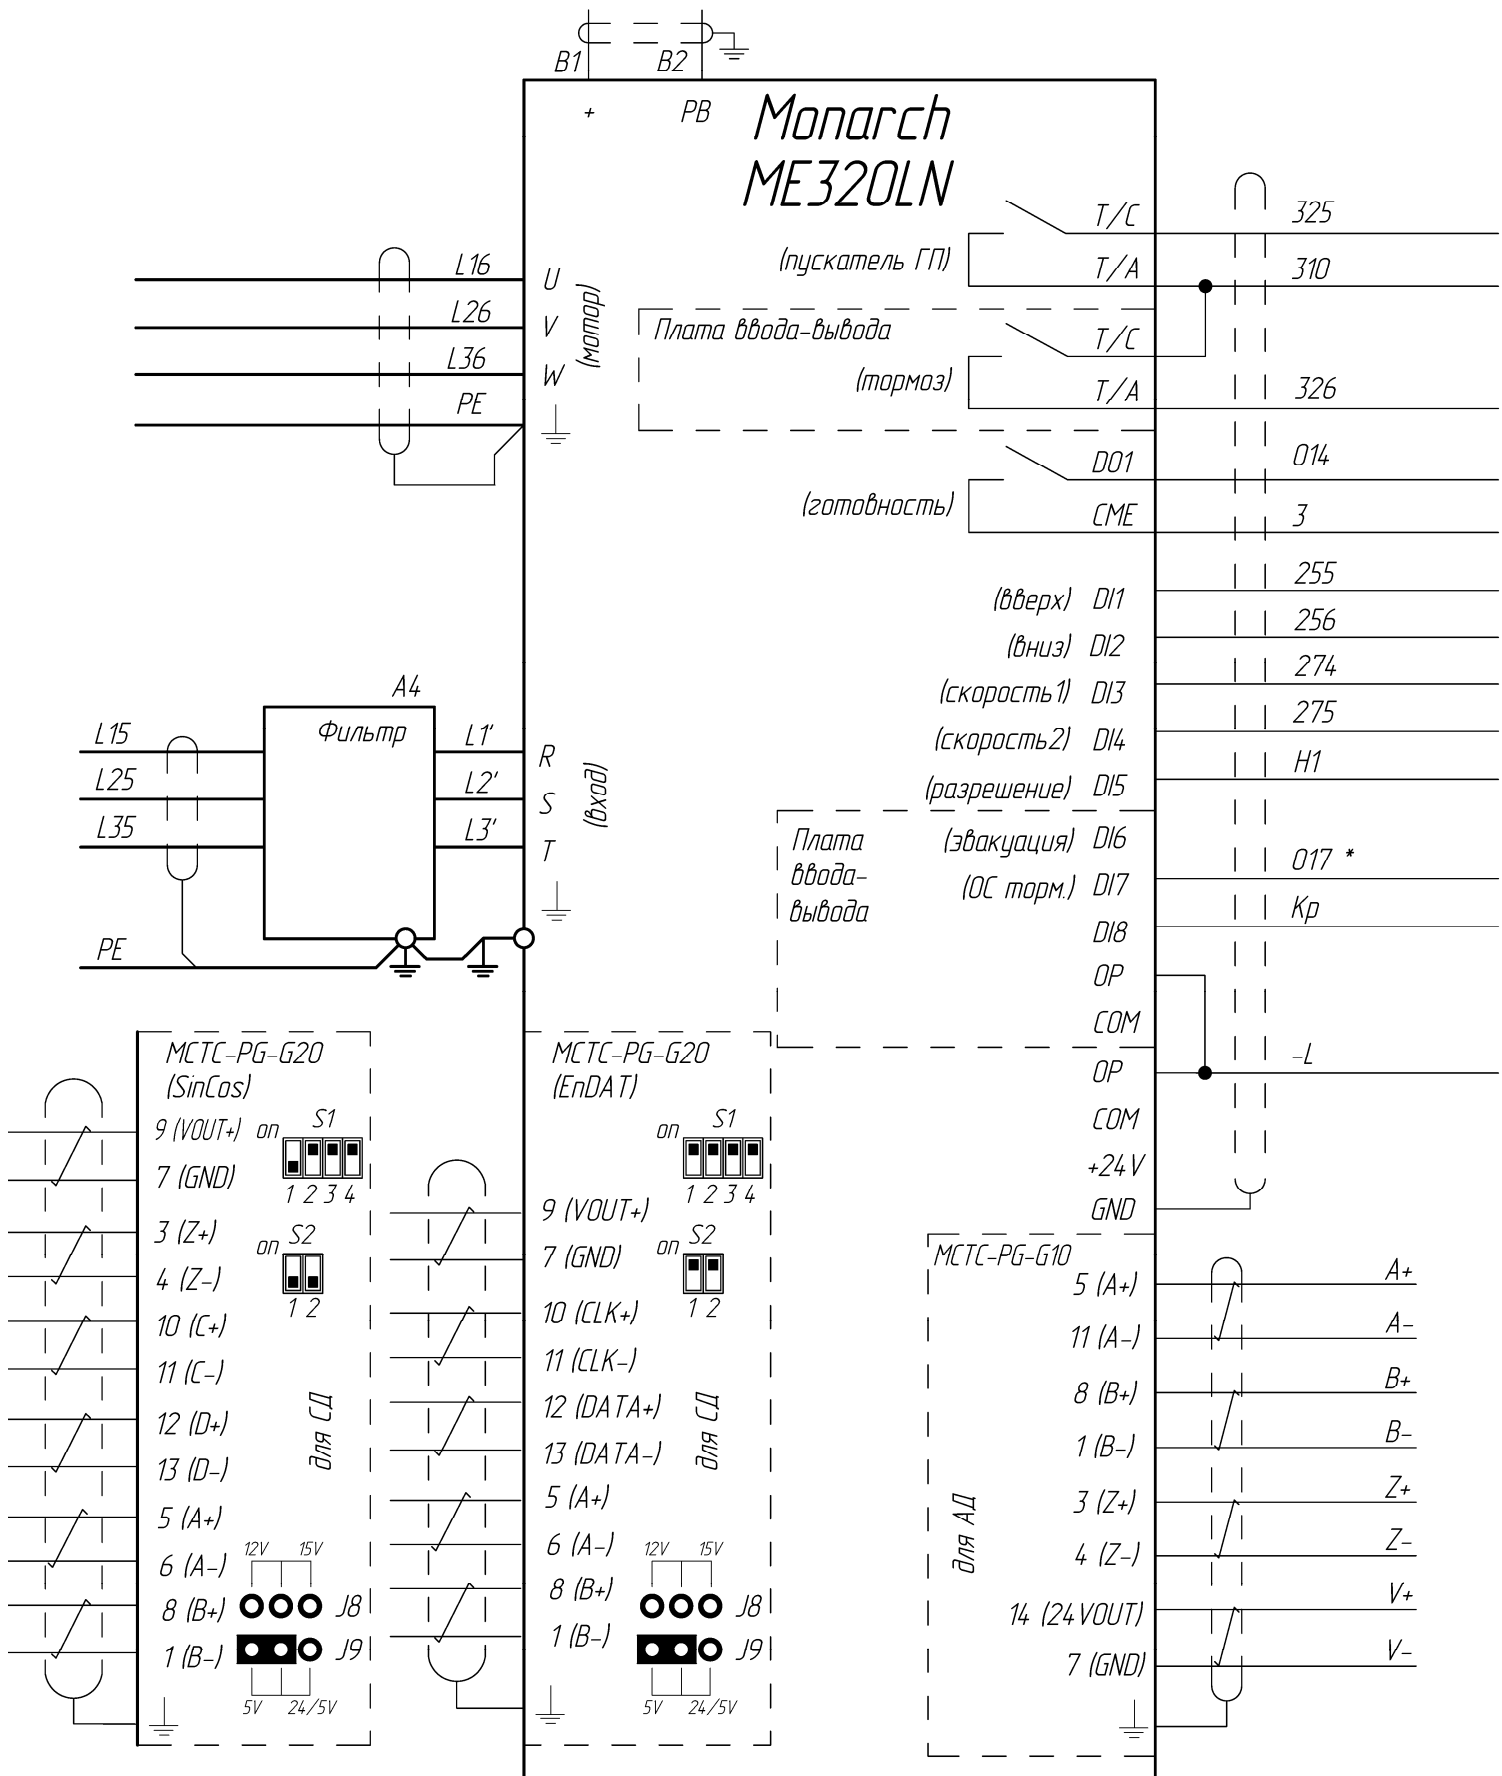 B1
B2
+
PB
Monarch
ME320LN
T/C
325
(пускатель ГП)
T/A
310
L16
U
L26
V
L36
W
PE
(мотор)
Плата ввода-вывода
T/C
(тормоз)
T/A
326
DO1
014
(готовность)
CME
3
(вверх)
DI1
255
(вниз)
DI2
256
(скорость1)
DI3
274
(скорость2)
DI4
275
(разрешение)
DI5
H1
A4
Фильтр
L15
L1'
R
L25
L2'
S
L35
L3'
T
(вход)
PE
Плата
ввода-
вывода
(эвакуация)
DI6
(ОС торм.)
DI7
017 *
DI8
Кр
OP
COM
OP
-L
COM
+24V
GND
MCTC-PG-G20
(SinCos)
on
S1
1 2 3 4
on
S2
1 2
9 (VOUT+)
7 (GND)
3 (Z+)
4 (Z-)
10 (C+)
11 (C-)
12 (D+)
13 (D-)
5 (A+)
6 (A-)
8 (B+)
1 (B-)
для СД
12V
15V
J8
J9
5V
24/5V
MCTC-PG-G20
(EnDAT)
on
S1
1 2 3 4
on
S2
1 2
9 (VOUT+)
7 (GND)
10 (CLK+)
11 (CLK-)
12 (DATA+)
13 (DATA-)
5 (A+)
6 (A-)
8 (B+)
1 (B-)
для СД
12V
15V
J8
J9
5V
24/5V
MCTC-PG-G10
5 (A+)
A+
11 (A-)
A-
8 (B+)
B+
1 (B-)
B-
3 (Z+)
Z+
4 (Z-)
Z-
14 (24VOUT)
V+
7 (GND)
V-
для АД